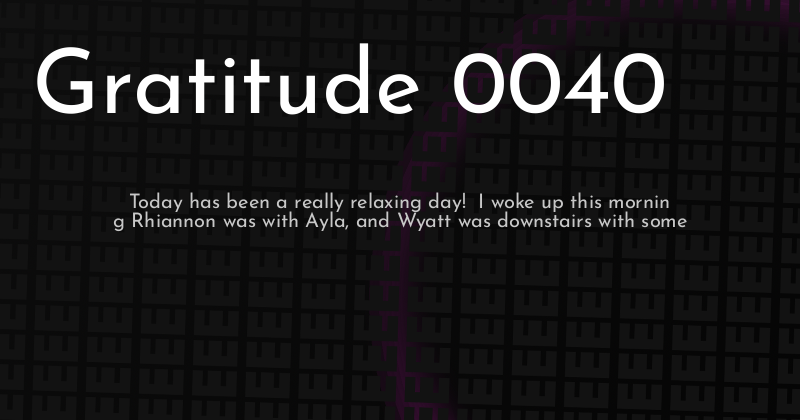 Gratitude 0040
Today has been a really relaxing day!  I woke up this mornin
g Rhiannon was with Ayla, and Wyatt was downstairs with some